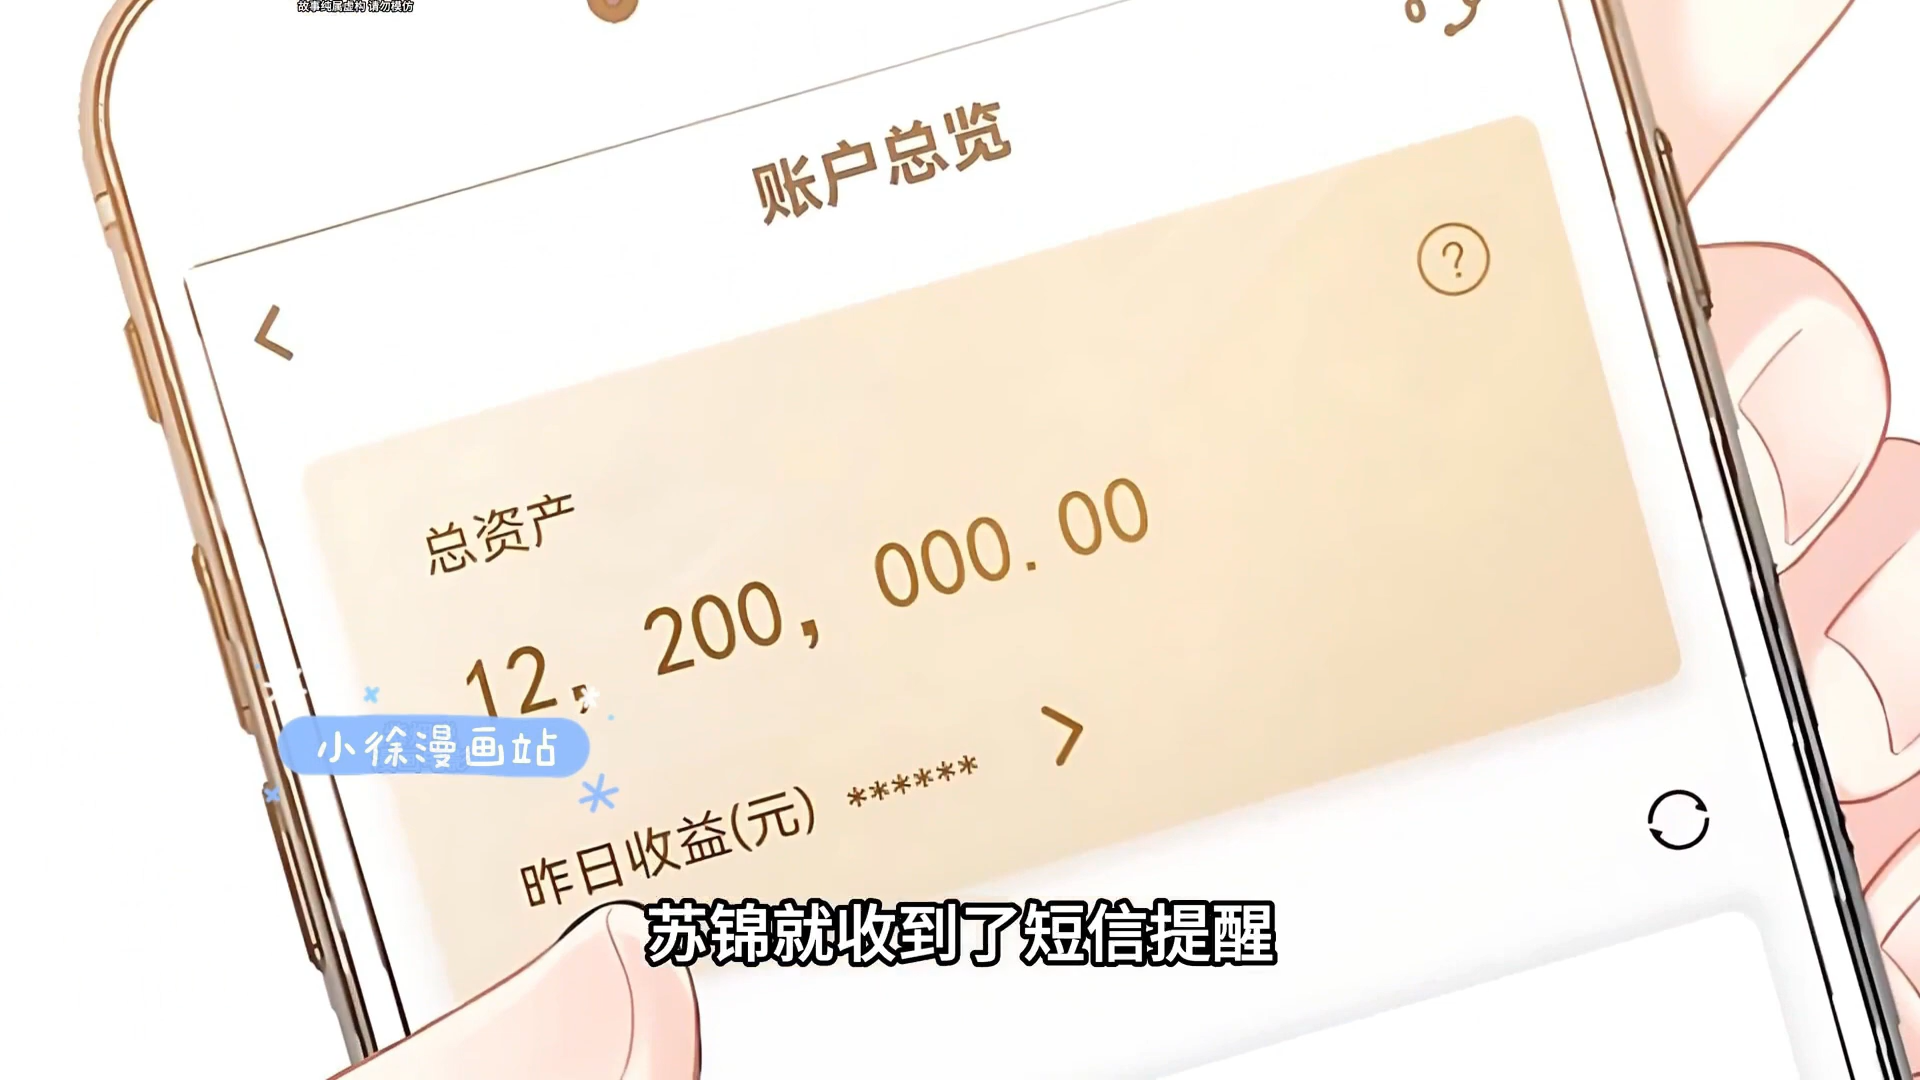 故事纯属虚构 请勿模仿
账户总览
?
总资产
12，200，000.00
小徐漫画站
昨日收益(元) ******
苏锦就收到了短信提醒